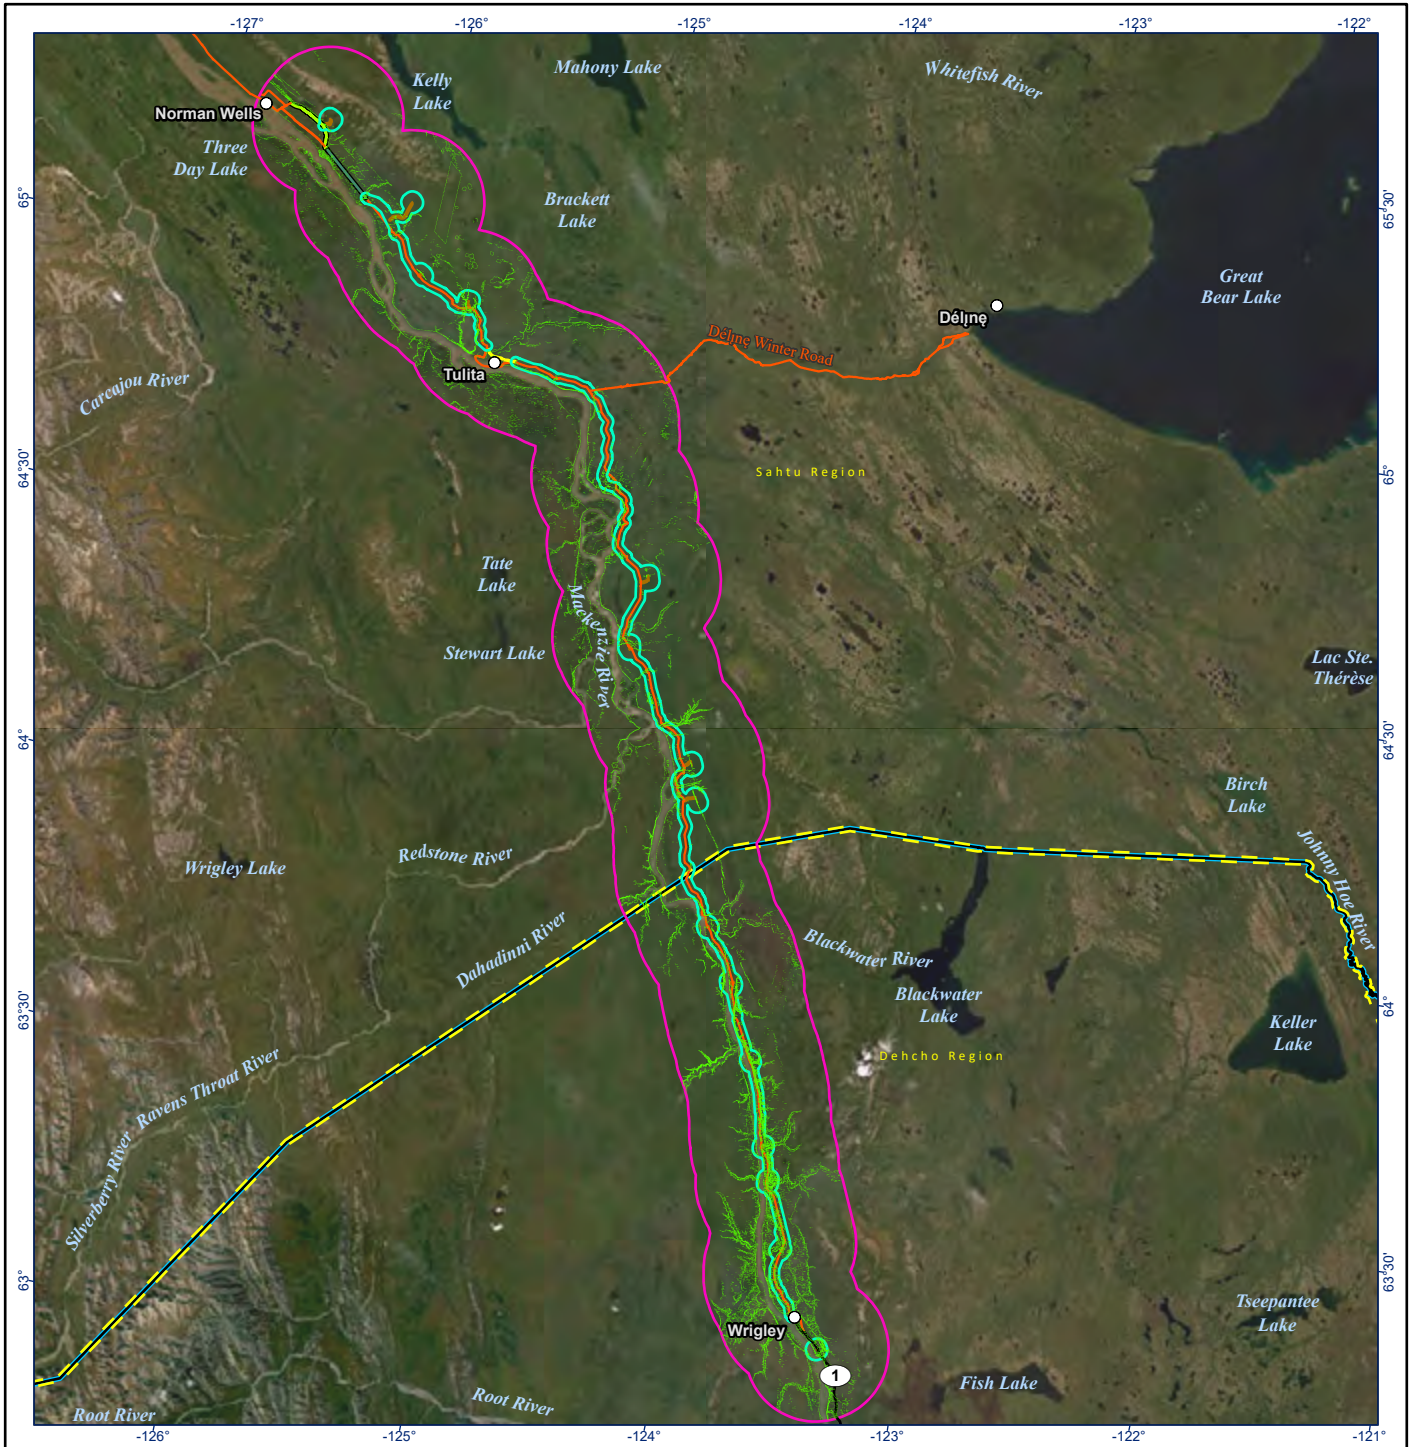 -127°
-126°
-125°
-124°
-123°
-122°
Mahony Lake
Whitefish River
Kelly
Lake
Norman Wells
Three
Day Lake
65°
65°30'
Brackett
Lake
Great
Bear Lake
Délı̨nę
Délı̨nę Winter Road
Tulita
Carcajou River
64°30'
65°
Sahtu Region
Tate
Lake
Mackenzie River
Stewart Lake
Lac Ste.
Thérèse
64°
64°30'
Birch
Lake
Johnny Hoe River
Redstone River
Wrigley Lake
Dahadinni River
Blackwater River
Blackwater
Lake
63°30'
64°
Keller
Lake
Dehcho Region
Ravens Throat River
Silverberry River
63°
63°30'
Tseepantee
Lake
Wrigley
1
Fish Lake
Root River
Root River
-126°
-125°
-124°
-123°
-122°
-121°